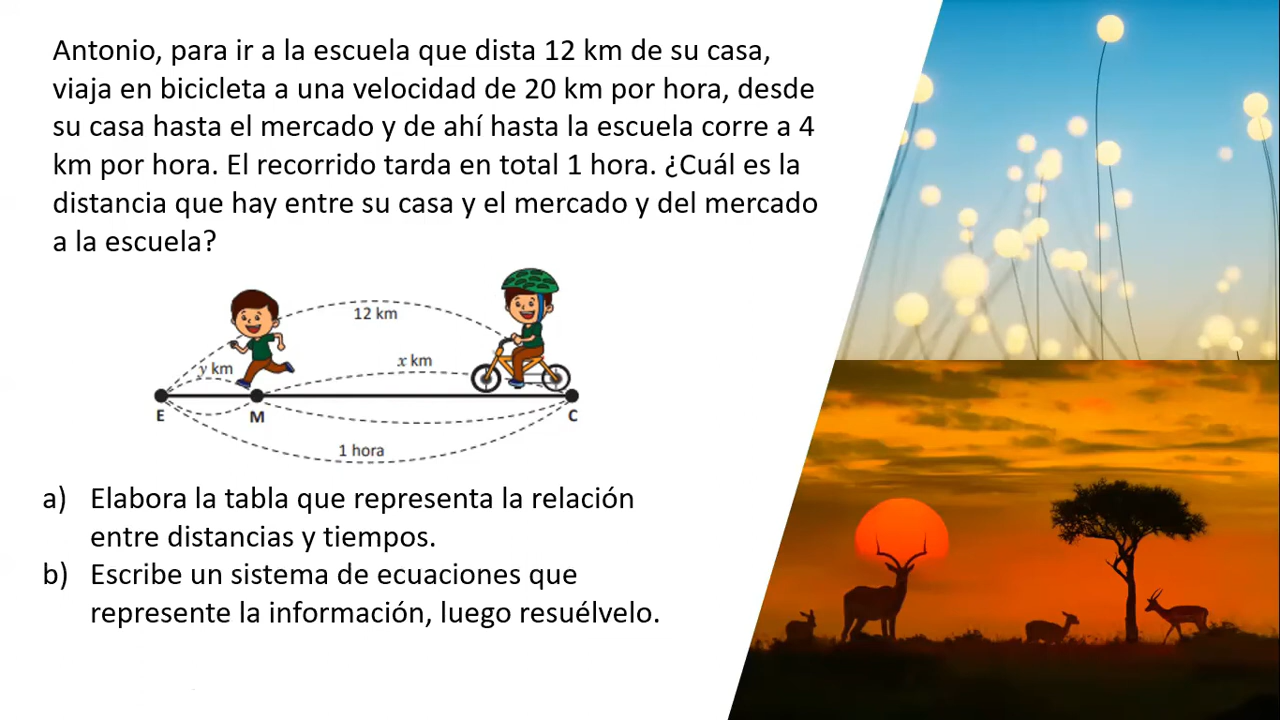 Antonio, para ir a la escuela que dista 12 km de su casa,
viaja en bicicleta a una velocidad de 20 km por hora, desde
su casa hasta el mercado y de ahí hasta la escuela corre a 4
km por hora. El recorrido tarda en total 1 hora. ¿Cuál es la
distancia que hay entre su casa y el mercado y del mercado
a la escuela?
12 km
x km
y km
E M C
1 hora
a) Elabora la tabla que representa la relación
entre distancias y tiempos.
b) Escribe un sistema de ecuaciones que
represente la información, luego resuélvelo.